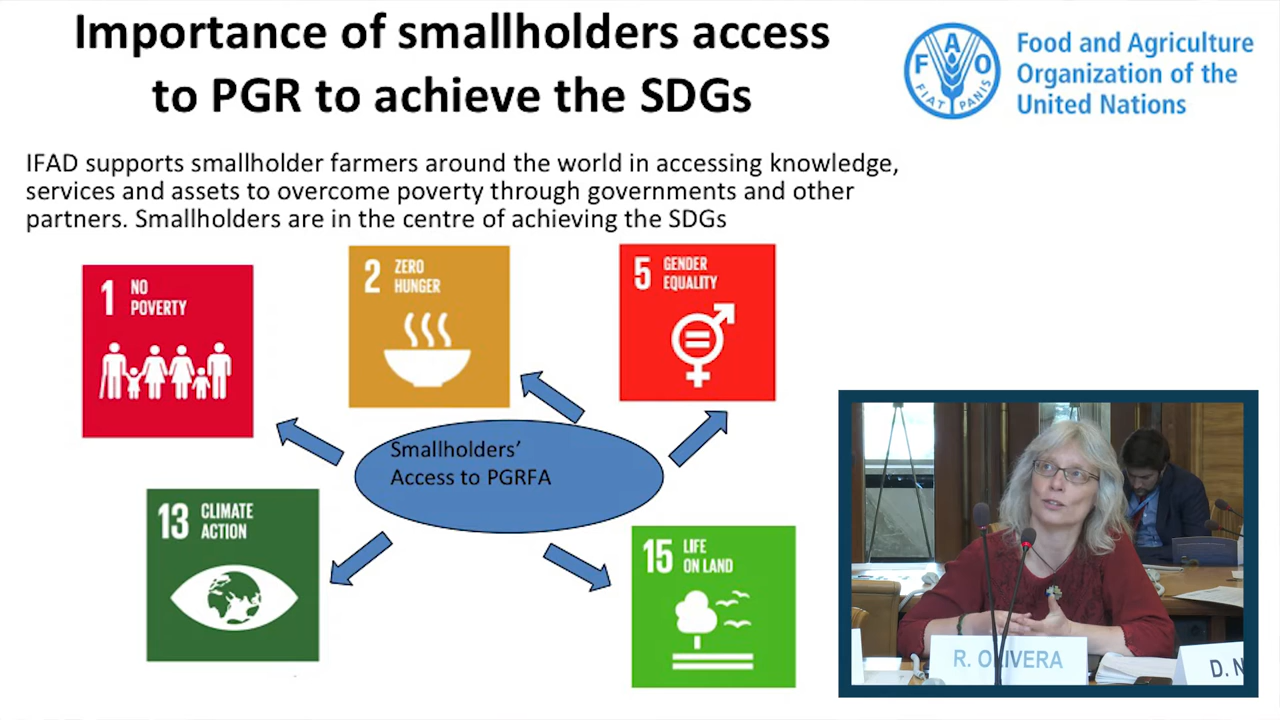 Importance of smallholders access
to PGR to achieve the SDGs
F A O
FIAT PANIS
Food and Agriculture
Organization of the
United Nations
IFAD supports smallholder farmers around the world in accessing knowledge,
services and assets to overcome poverty through governments and other
partners. Smallholders are in the centre of achieving the SDGs
1 NO
POVERTY
2 ZERO
HUNGER
5 GENDER
EQUALITY
Smallholders’
Access to PGRFA
13 CLIMATE
ACTION
15 LIFE
ON LAND
R. OLIVERA
D. N